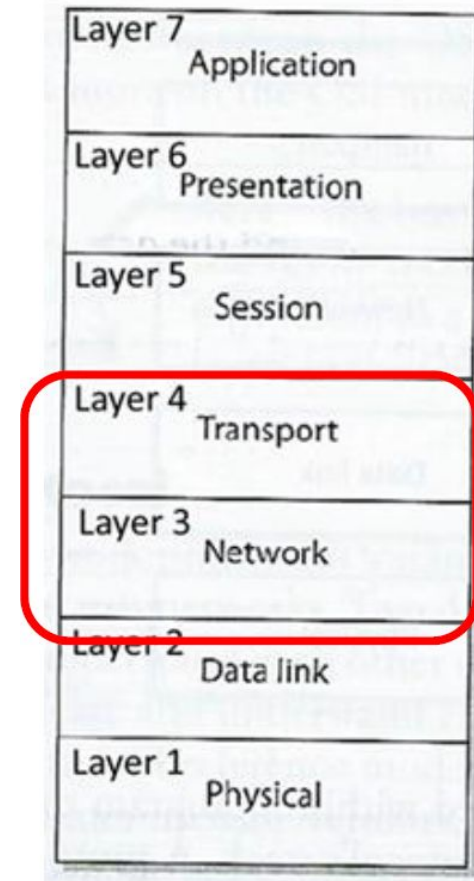 Layer 7
Application
Layer 6
Presentation
Layer 5
Session
Layer 4
Transport
Layer 3
Network
Layer 2
Data link
Layer 1
Physical